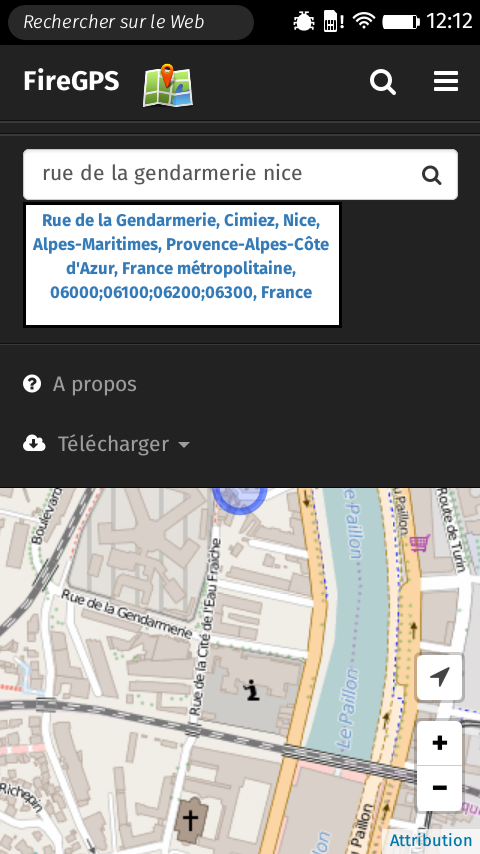 Rechercher sur le Web
12:12
FireGPS
rue de la gendarmerie nice
Rue de la Gendarmerie, Cimiez, Nice,
Alpes-Maritimes, Provence-Alpes-Côte
d'Azur, France métropolitaine,
06000;06100;06200;06300, France
A propos
Télécharger
Boulevard
Le Paillon
u Paillon
Route de Turin
Rue de la Gendarmerie
Rue de la Cité de l'Eau Fraîche
Le Paillon
Richepin
Paillon
+
−
Attribution